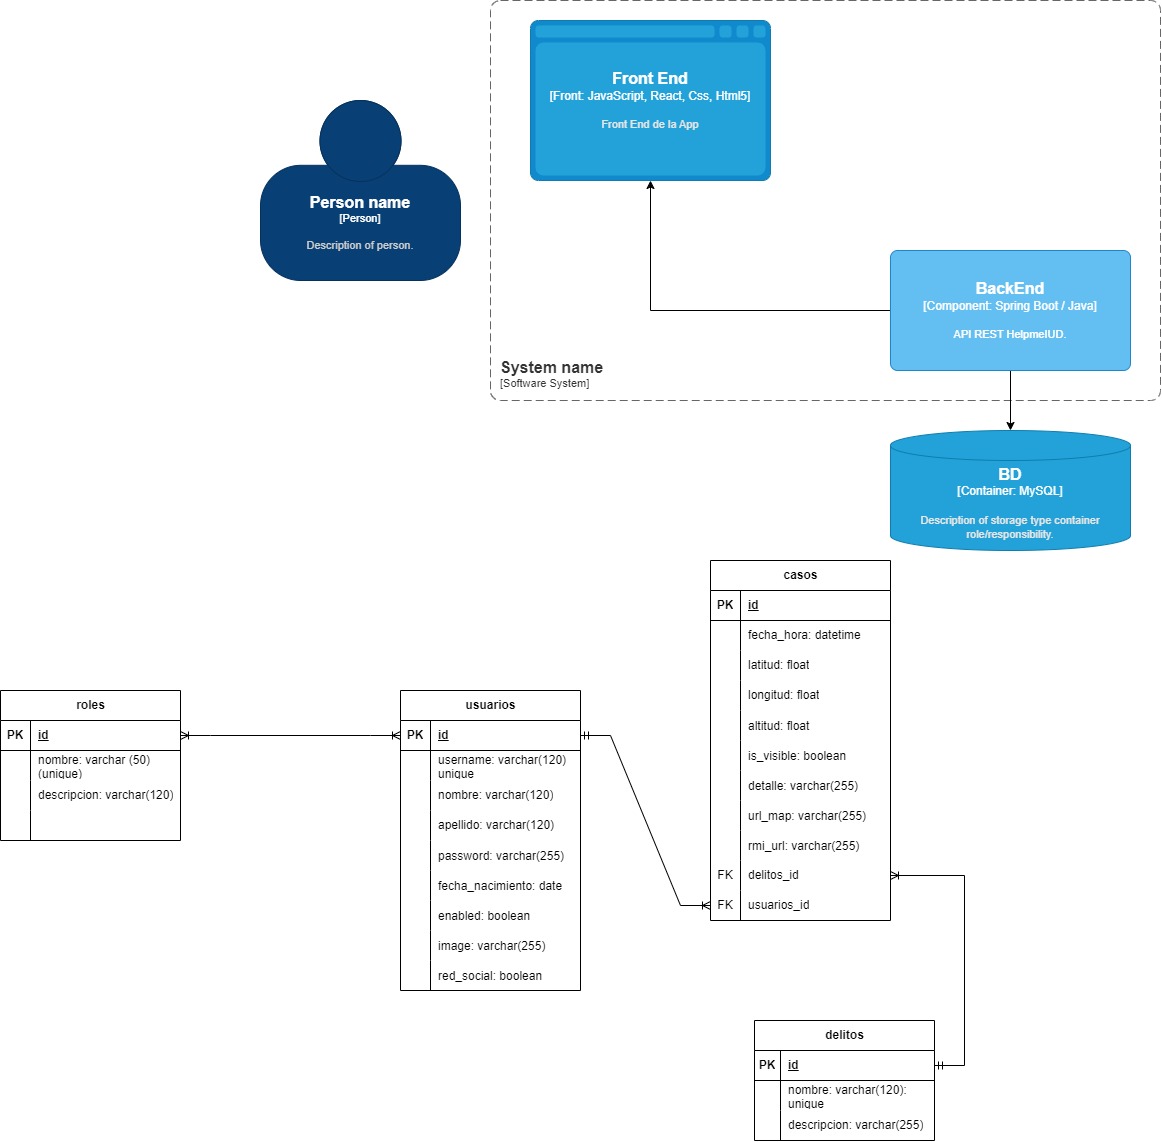 Front End
[Front: JavaScript, React, Css, Html5]
Front End de la App
Person name
[Person]
Description of person.
BackEnd
[Component: Spring Boot / Java]
API REST HelpmeIUD.
System name
[Software System]
BD
[Container: MySQL]
Description of storage type container
role/responsibility.
casos
PK id
fecha_hora: datetime
latitud: float
longitud: float
altitud: float
is_visible: boolean
detalle: varchar(255)
url_map: varchar(255)
rmi_url: varchar(255)
FK delitos_id
FK usuarios_id
roles
PK id
nombre: varchar (50)
(unique)
descripcion: varchar(120)
usuarios
PK id
username: varchar(120)
unique
nombre: varchar(120)
apellido: varchar(120)
password: varchar(255)
fecha_nacimiento: date
enabled: boolean
image: varchar(255)
red_social: boolean
delitos
PK id
nombre: varchar(120):
unique
descripcion: varchar(255)